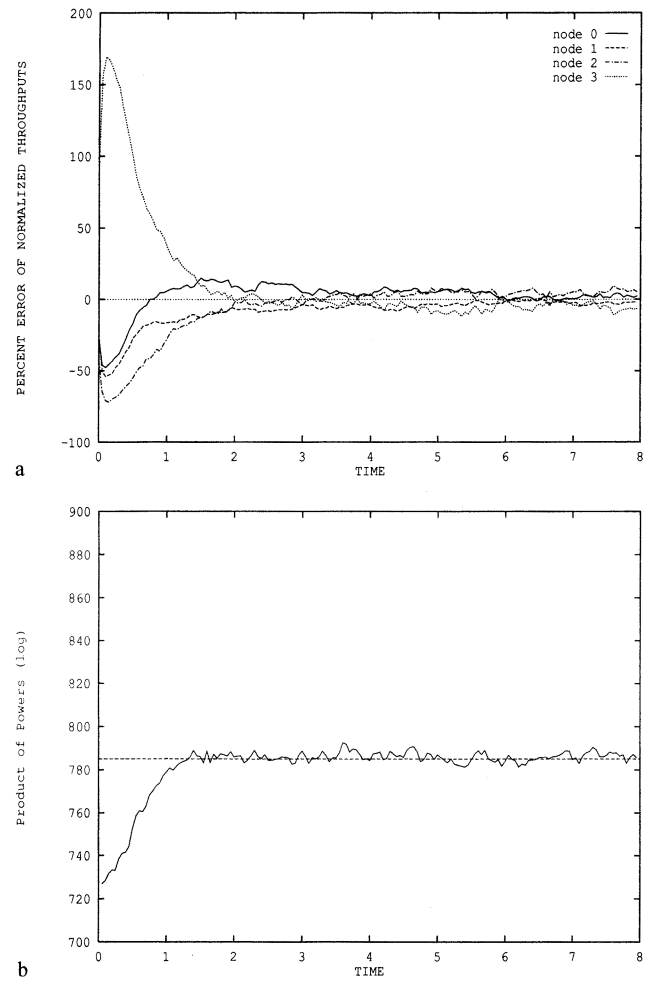 200
150
100
50
0
-50
-100
PERCENT ERROR OF NORMALIZED THROUGHPUTS
node 0
node 1
node 2
node 3
0 1 2 3 4 5 6 7 8
TIME
a
900
880
860
840
820
800
780
760
740
720
700
Product of Powers (log)
0 1 2 3 4 5 6 7 8
TIME
b